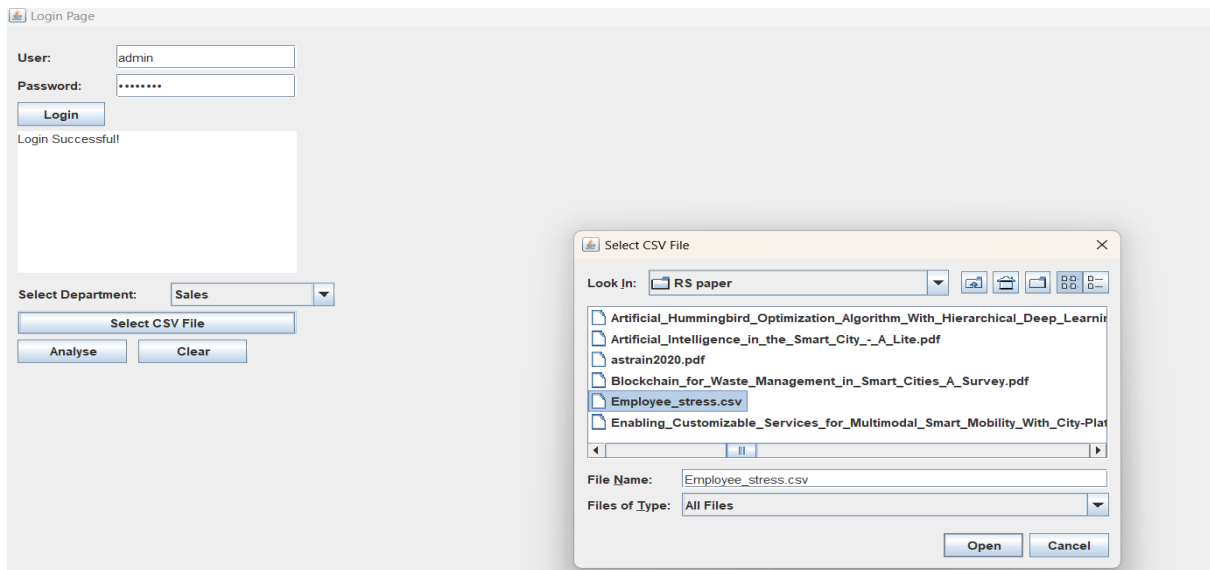 Login Page
User: admin
Password: ••••••••
Login
Login Successful!
Select Department: Sales
Select CSV File
Analyse Clear
Select CSV File
Look In: RS paper
Artificial_Hummingbird_Optimization_Algorithm_With_Hierarchical_Deep_Learnin
Artificial_Intelligence_in_the_Smart_City_-_A_Lite.pdf
astrain2020.pdf
Blockchain_for_Waste_Management_in_Smart_Cities_A_Survey.pdf
Employee_stress.csv
Enabling_Customizable_Services_for_Multimodal_Smart_Mobility_With_City-Plat
File Name: Employee_stress.csv
Files of Type: All Files
Open Cancel